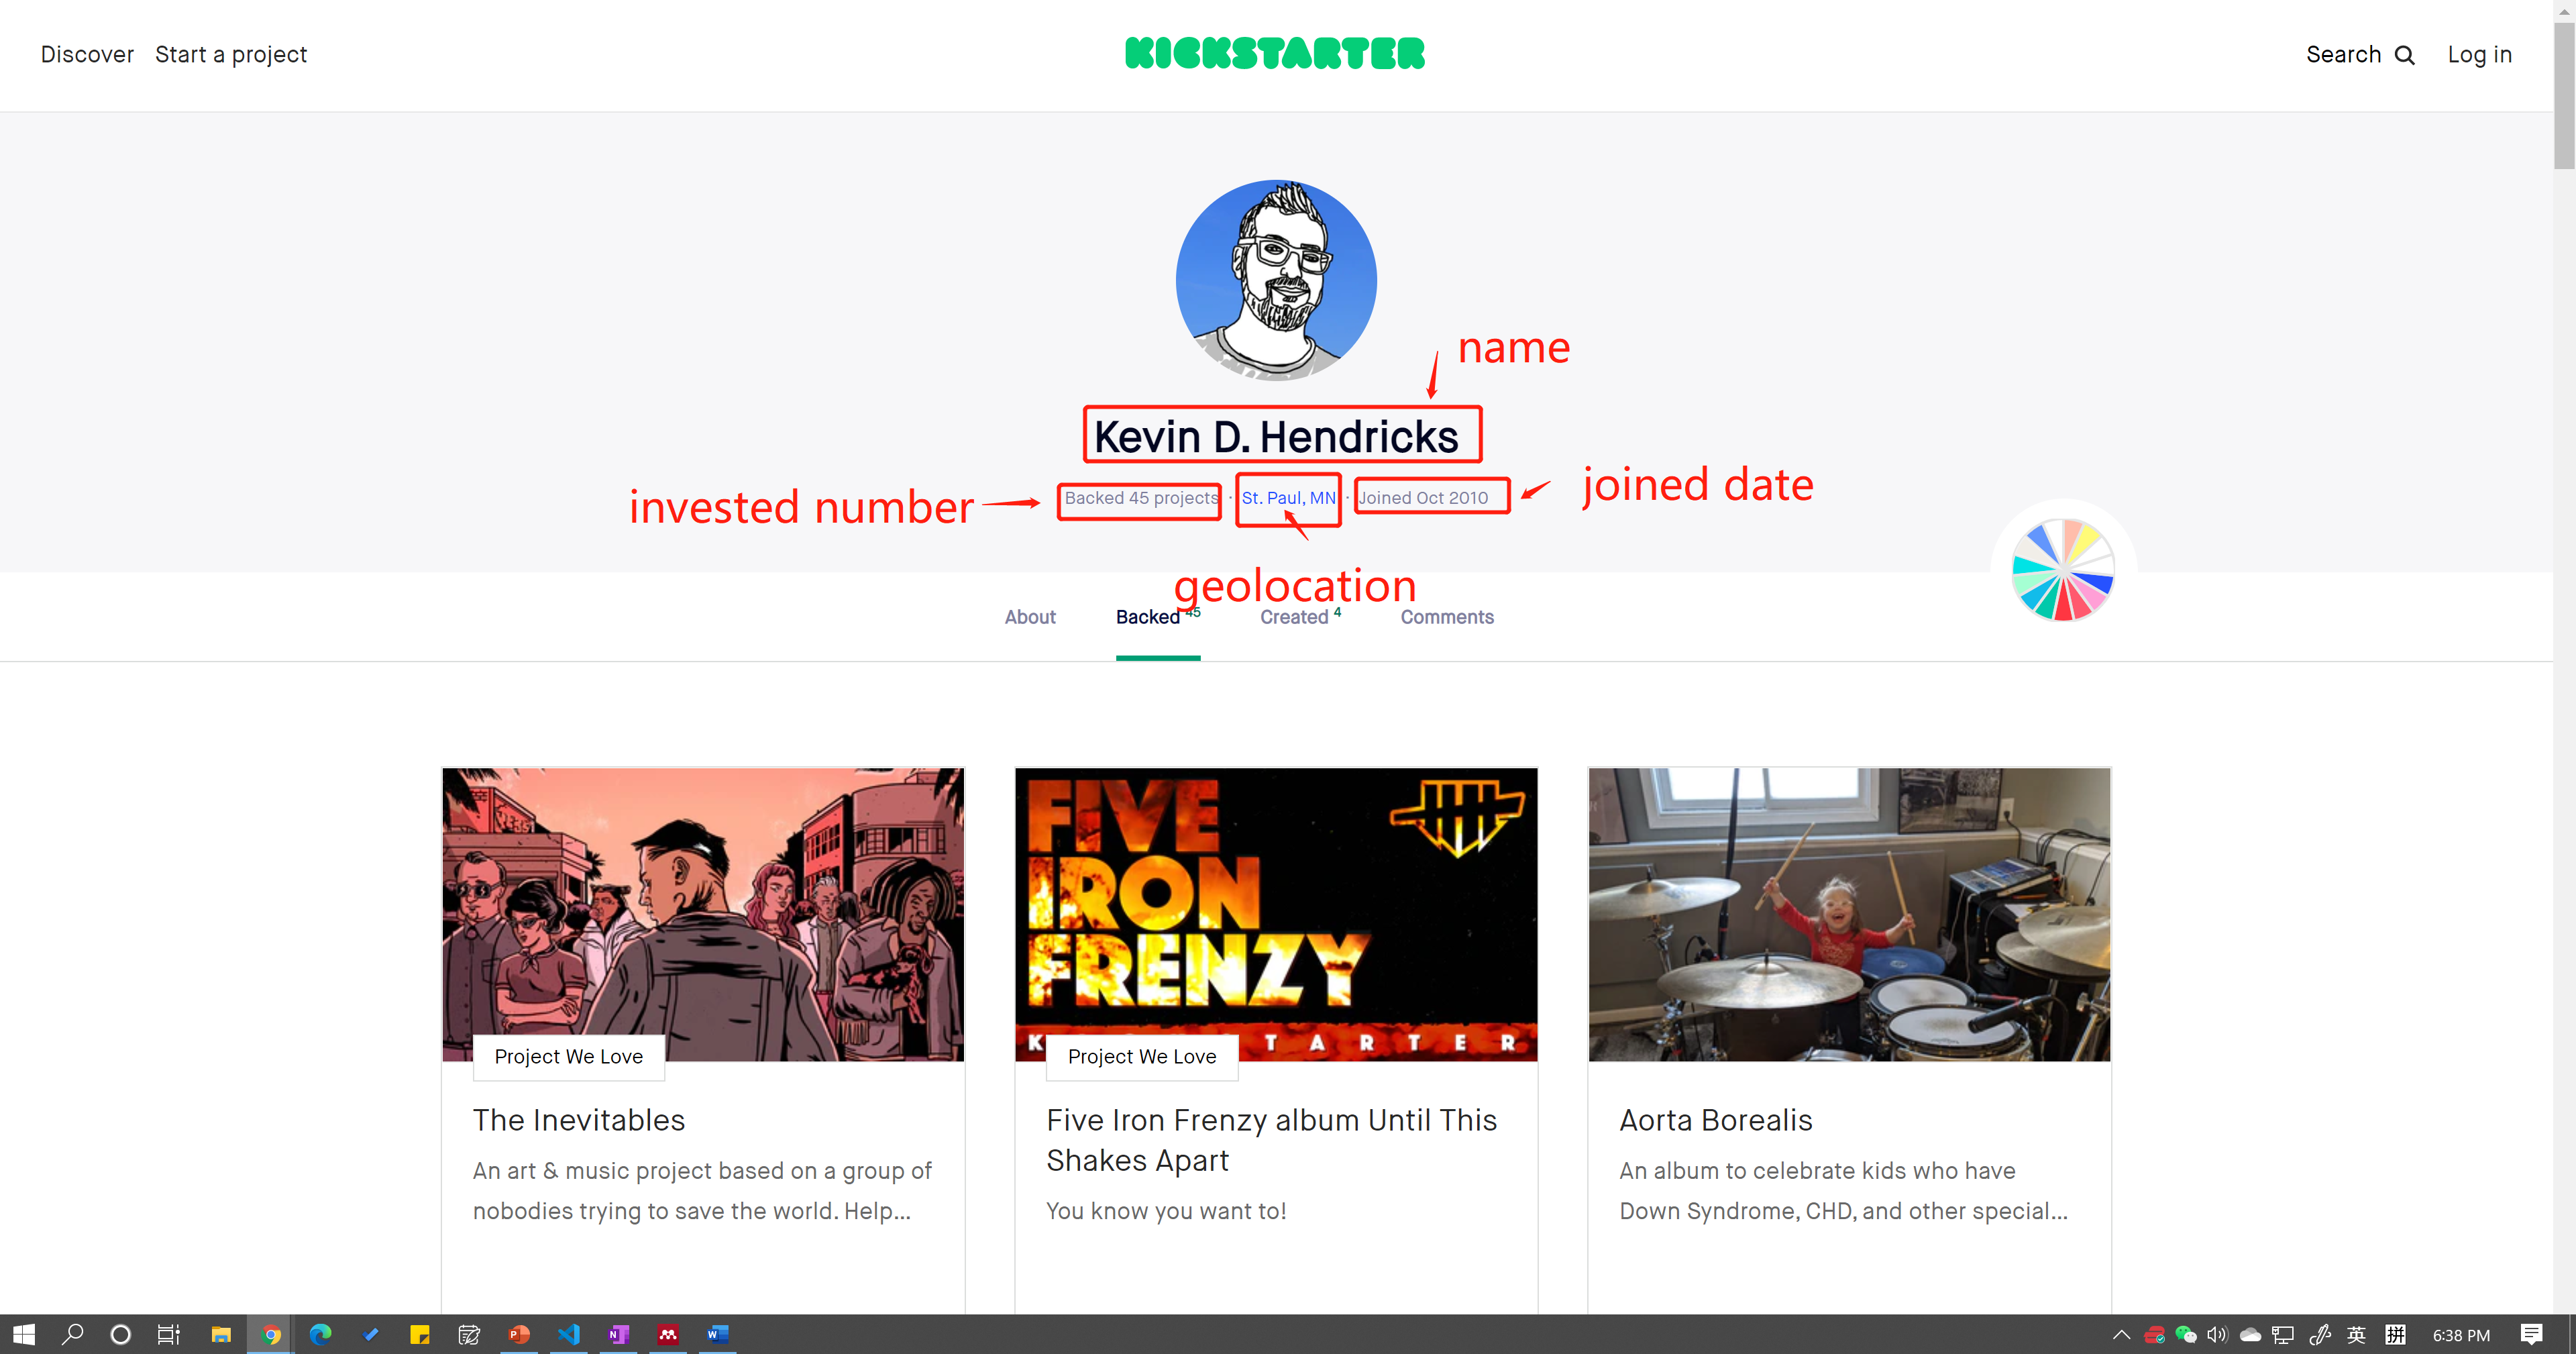 Discover Start a project KICKSTARTER Search Log in
name
Kevin D. Hendricks
invested number Backed 45 projects · St. Paul, MN · Joined Oct 2010 joined date
geolocation
About Backed 45 Created 4 Comments
FIVE
IRON
FRENZY
Project We Love
Project We Love
T A R T E R
The Inevitables
An art & music project based on a group of
nobodies trying to save the world. Help...
Five Iron Frenzy album Until This
Shakes Apart
You know you want to!
Aorta Borealis
An album to celebrate kids who have
Down Syndrome, CHD, and other special...
英 拼 6:38 PM